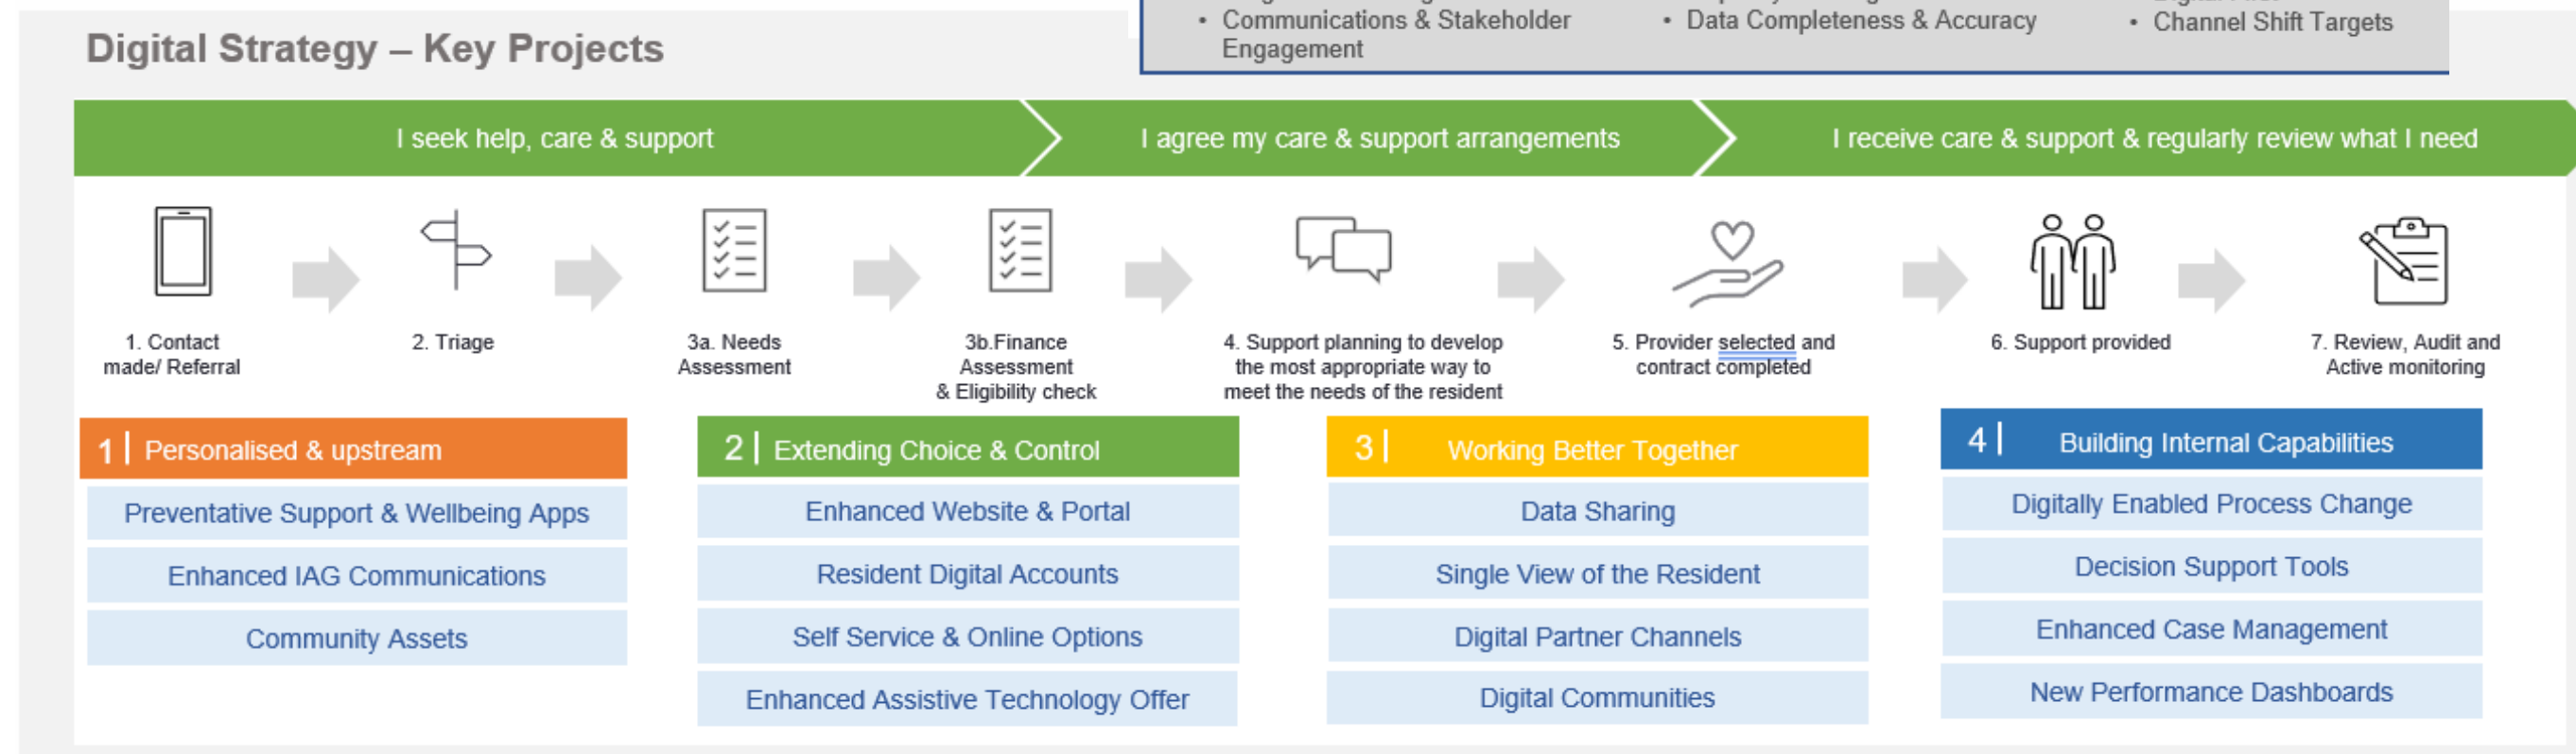 • Communications & Stakeholder
Engagement
• Data Completeness & Accuracy
• Channel Shift Targets
Digital Strategy – Key Projects
I seek help, care & support
I agree my care & support arrangements
I receive care & support & regularly review what I need
1. Contact
made/ Referral
2. Triage
3a. Needs
Assessment
3b.Finance
Assessment
& Eligibility check
4. Support planning to develop
the most appropriate way to
meet the needs of the resident
5. Provider selected and
contract completed
6. Support provided
7. Review, Audit and
Active monitoring
1 | Personalised & upstream
Preventative Support & Wellbeing Apps
Enhanced IAG Communications
Community Assets
2 | Extending Choice & Control
Enhanced Website & Portal
Resident Digital Accounts
Self Service & Online Options
Enhanced Assistive Technology Offer
3 | Working Better Together
Data Sharing
Single View of the Resident
Digital Partner Channels
Digital Communities
4 | Building Internal Capabilities
Digitally Enabled Process Change
Decision Support Tools
Enhanced Case Management
New Performance Dashboards